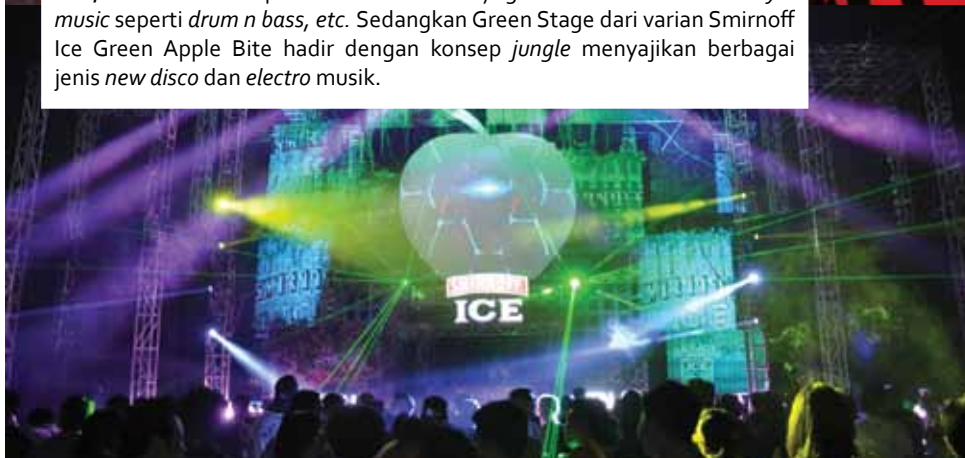 music seperti drum n bass, etc. Sedangkan Green Stage dari varian Smirnoff
Ice Green Apple Bite hadir dengan konsep jungle menyajikan berbagai
jenis new disco dan electro musik.
SMIRNOFF
ICE